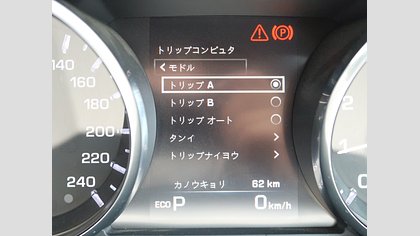 トリップコンピュタ
モドル
トリップ A
トリップ B
トリップ オート
タンイ
トリップナイヨウ
カノウキョリ 62 km
ECO P 0 km/h
140
160
180
200
220
240
2
1